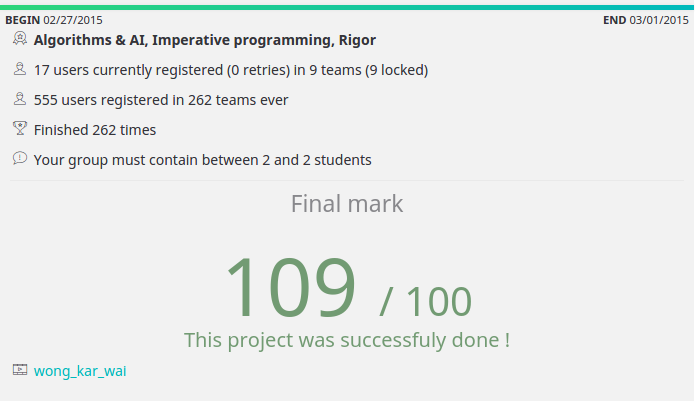 BEGIN 02/27/2015 END 03/01/2015
Algorithms & AI, Imperative programming, Rigor
17 users currently registered (0 retries) in 9 teams (9 locked)
555 users registered in 262 teams ever
Finished 262 times
Your group must contain between 2 and 2 students
Final mark
109 / 100
This project was successfuly done !
wong_kar_wai